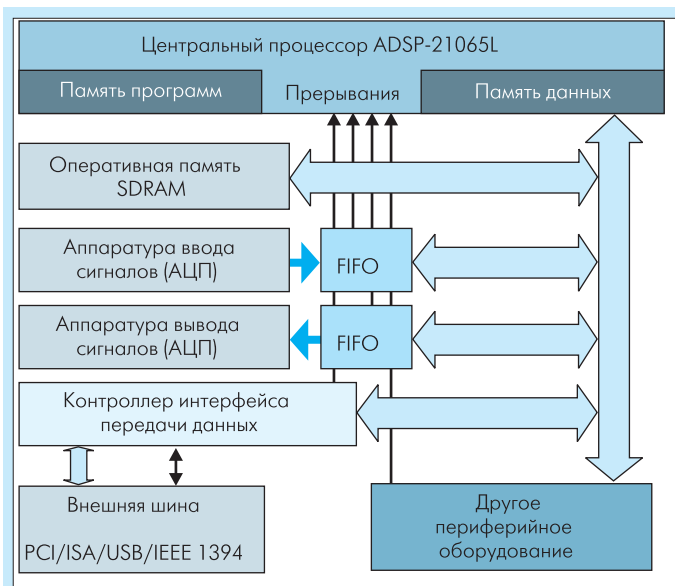 Центральный процессор ADSP-21065L
Память программ
Прерывания
Память данных
Оперативная память
SDRAM
Аппаратура ввода
сигналов (АЦП)
FIFO
Аппаратура вывода
сигналов (АЦП)
FIFO
Контроллер интерфейса
передачи данных
Внешняя шина
PCI/ISA/USB/IEEE 1394
Другое
периферийное
оборудование